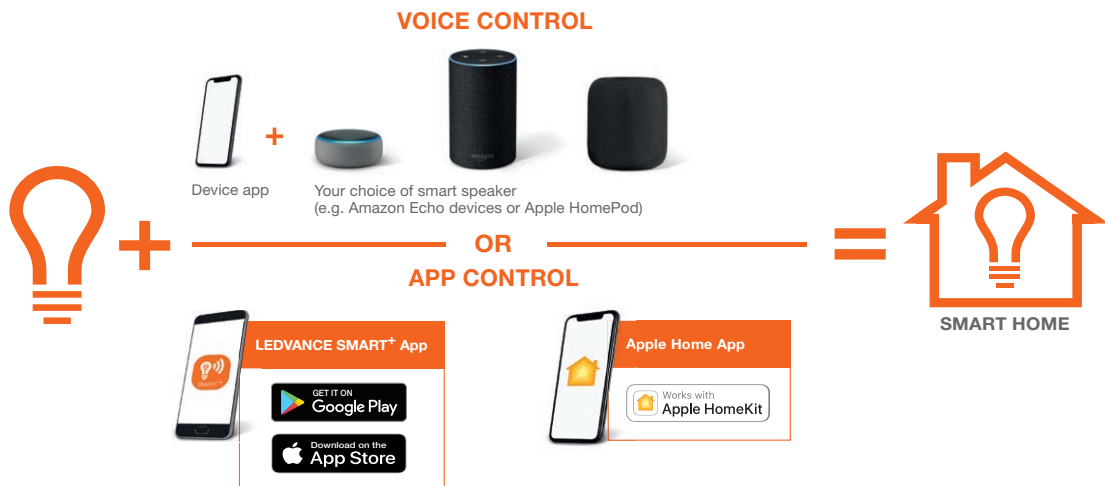 VOICE CONTROL
amazon
Device app
Your choice of smart speaker
(e.g. Amazon Echo devices or Apple HomePod)
OR
APP CONTROL
SMART HOME
LEDVANCE SMART⁺ App
SMART+
GET IT ON
Google Play
Download on the
App Store
Apple Home App
Works with
Apple HomeKit